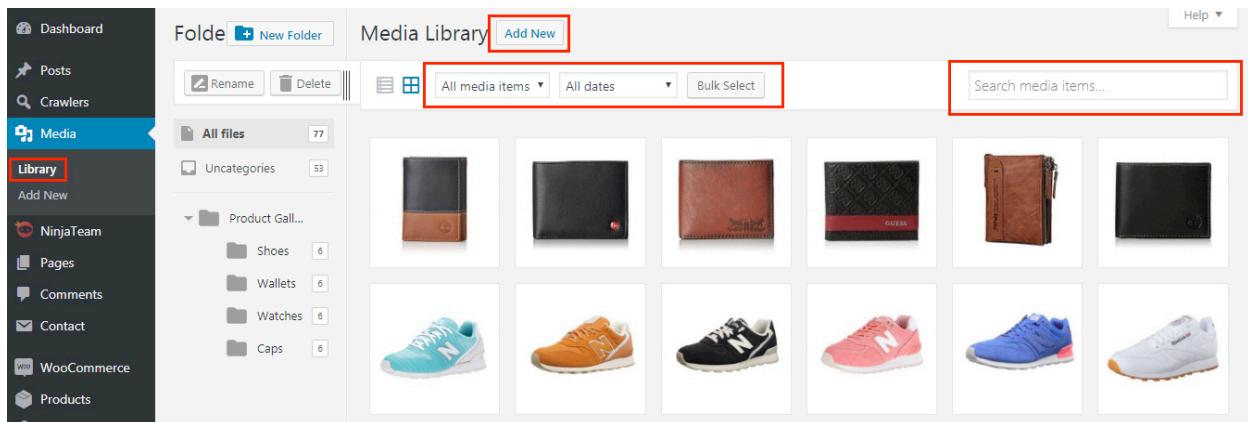 Dashboard
Posts
Crawlers
Media
Library
Add New
NinjaTeam
Pages
Comments
Contact
WooCommerce
Products
Folde New Folder
Rename Delete
All files 77
Uncategories 53
Product Gall...
Shoes 6
Wallets 6
Watches 6
Caps 6
Media Library Add New
Help ▼
All media items ▼ All dates ▼ Bulk Select
Search media items...
GUESS
N
N
N
N
N
Reebok